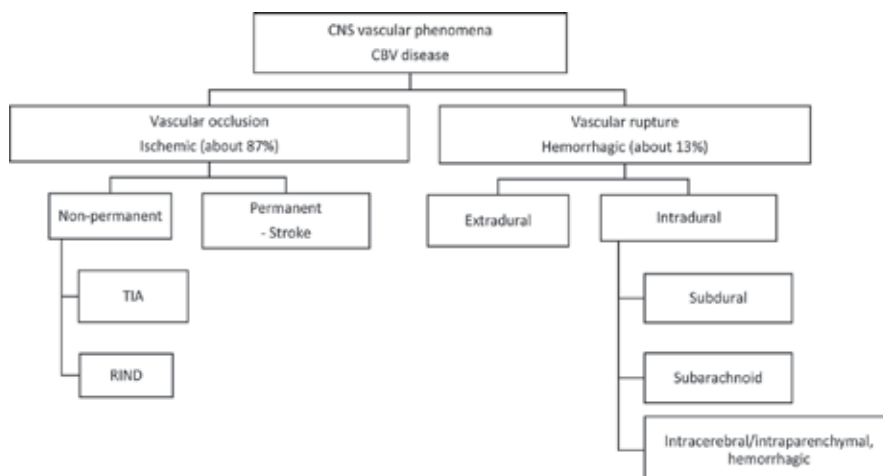 CNS vascular phenomena
CBV disease
Vascular occlusion
Ischemic (about 87%)
Vascular rupture
Hemorrhagic (about 13%)
Non-permanent
Permanent
- Stroke
Extradural
Intradural
TIA
RIND
Subdural
Subarachnoid
Intracerebral/intraparenchymal,
hemorrhagic